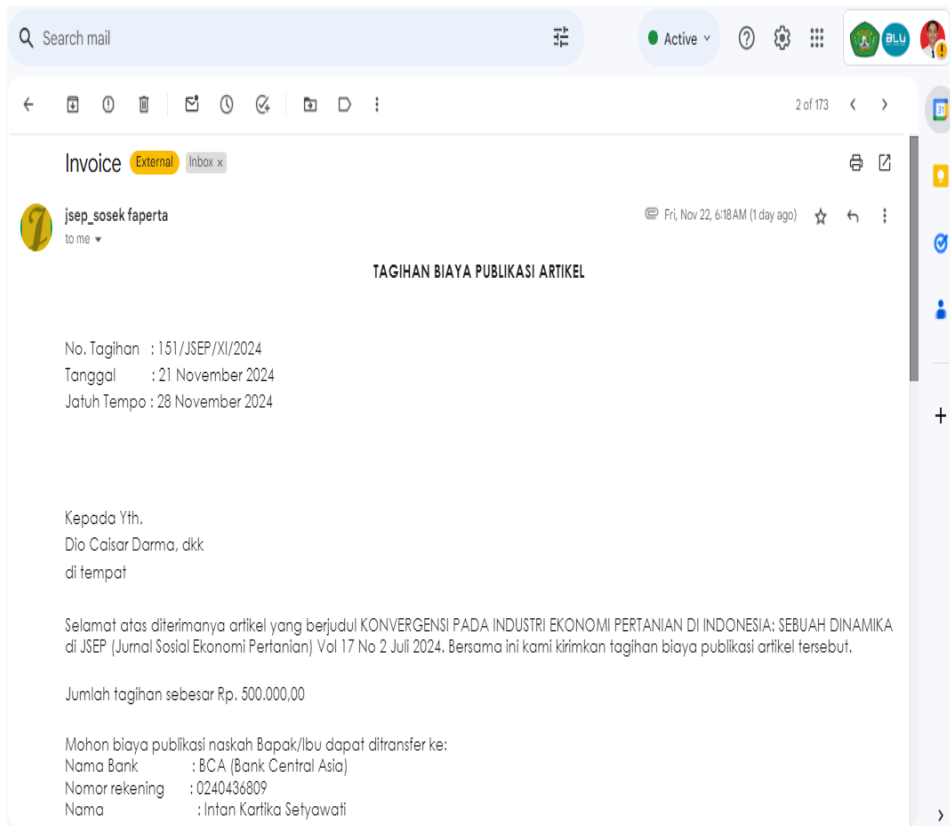 Search mail
Active
BLU
2 of 173
31
Invoice External Inbox x
jsep_sosek faperta
Fri, Nov 22, 6:18 AM (1 day ago)
to me
TAGIHAN BIAYA PUBLIKASI ARTIKEL
No. Tagihan : 151/JSEP/XI/2024
Tanggal : 21 November 2024
Jatuh Tempo : 28 November 2024
Kepada Yth.
Dio Caisar Darma, dkk
di tempat
Selamat atas diterimanya artikel yang berjudul KONVERGENSI PADA INDUSTRI EKONOMI PERTANIAN DI INDONESIA: SEBUAH DINAMIKA
di JSEP (Jurnal Sosial Ekonomi Pertanian) Vol 17 No 2 Juli 2024. Bersama ini kami kirimkan tagihan biaya publikasi artikel tersebut.
Jumlah tagihan sebesar Rp. 500.000,00
Mohon biaya publikasi naskah Bapak/Ibu dapat ditransfer ke:
Nama Bank : BCA (Bank Central Asia)
Nomor rekening : 0240436809
Nama : Intan Kartika Setyawati